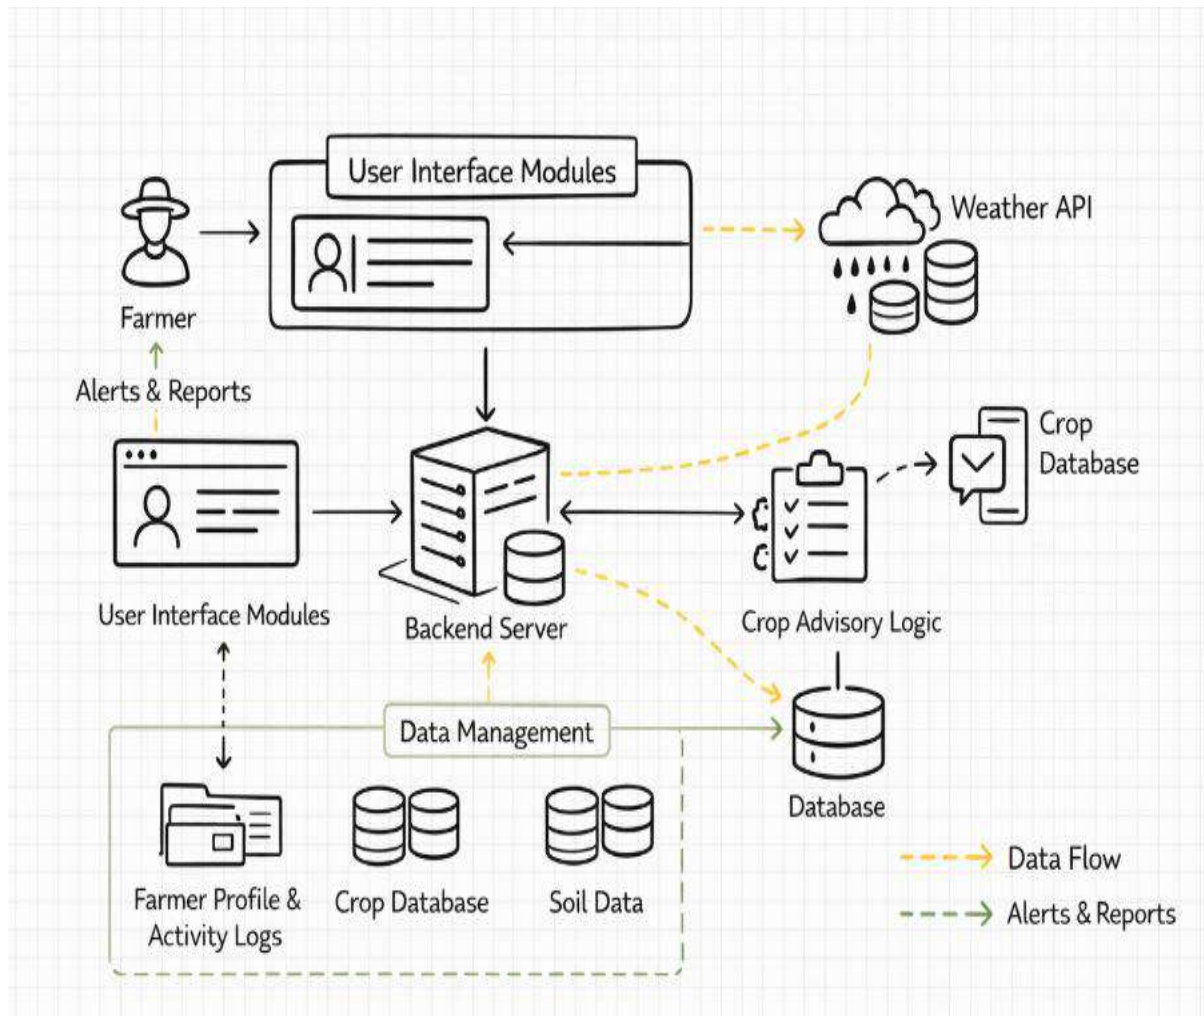 User Interface Modules
Weather API
Farmer
Alerts & Reports
Crop
Database
User Interface Modules
Backend Server
Crop Advisory Logic
Data Management
Database
Farmer Profile &
Activity Logs
Crop Database
Soil Data
Data Flow
Alerts & Reports